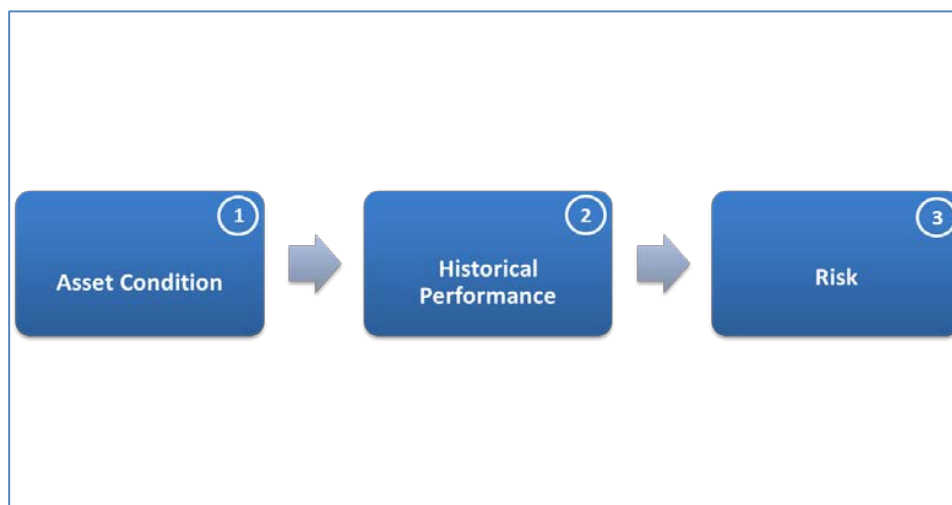 1
Asset Condition
2
Historical
Performance
3
Risk